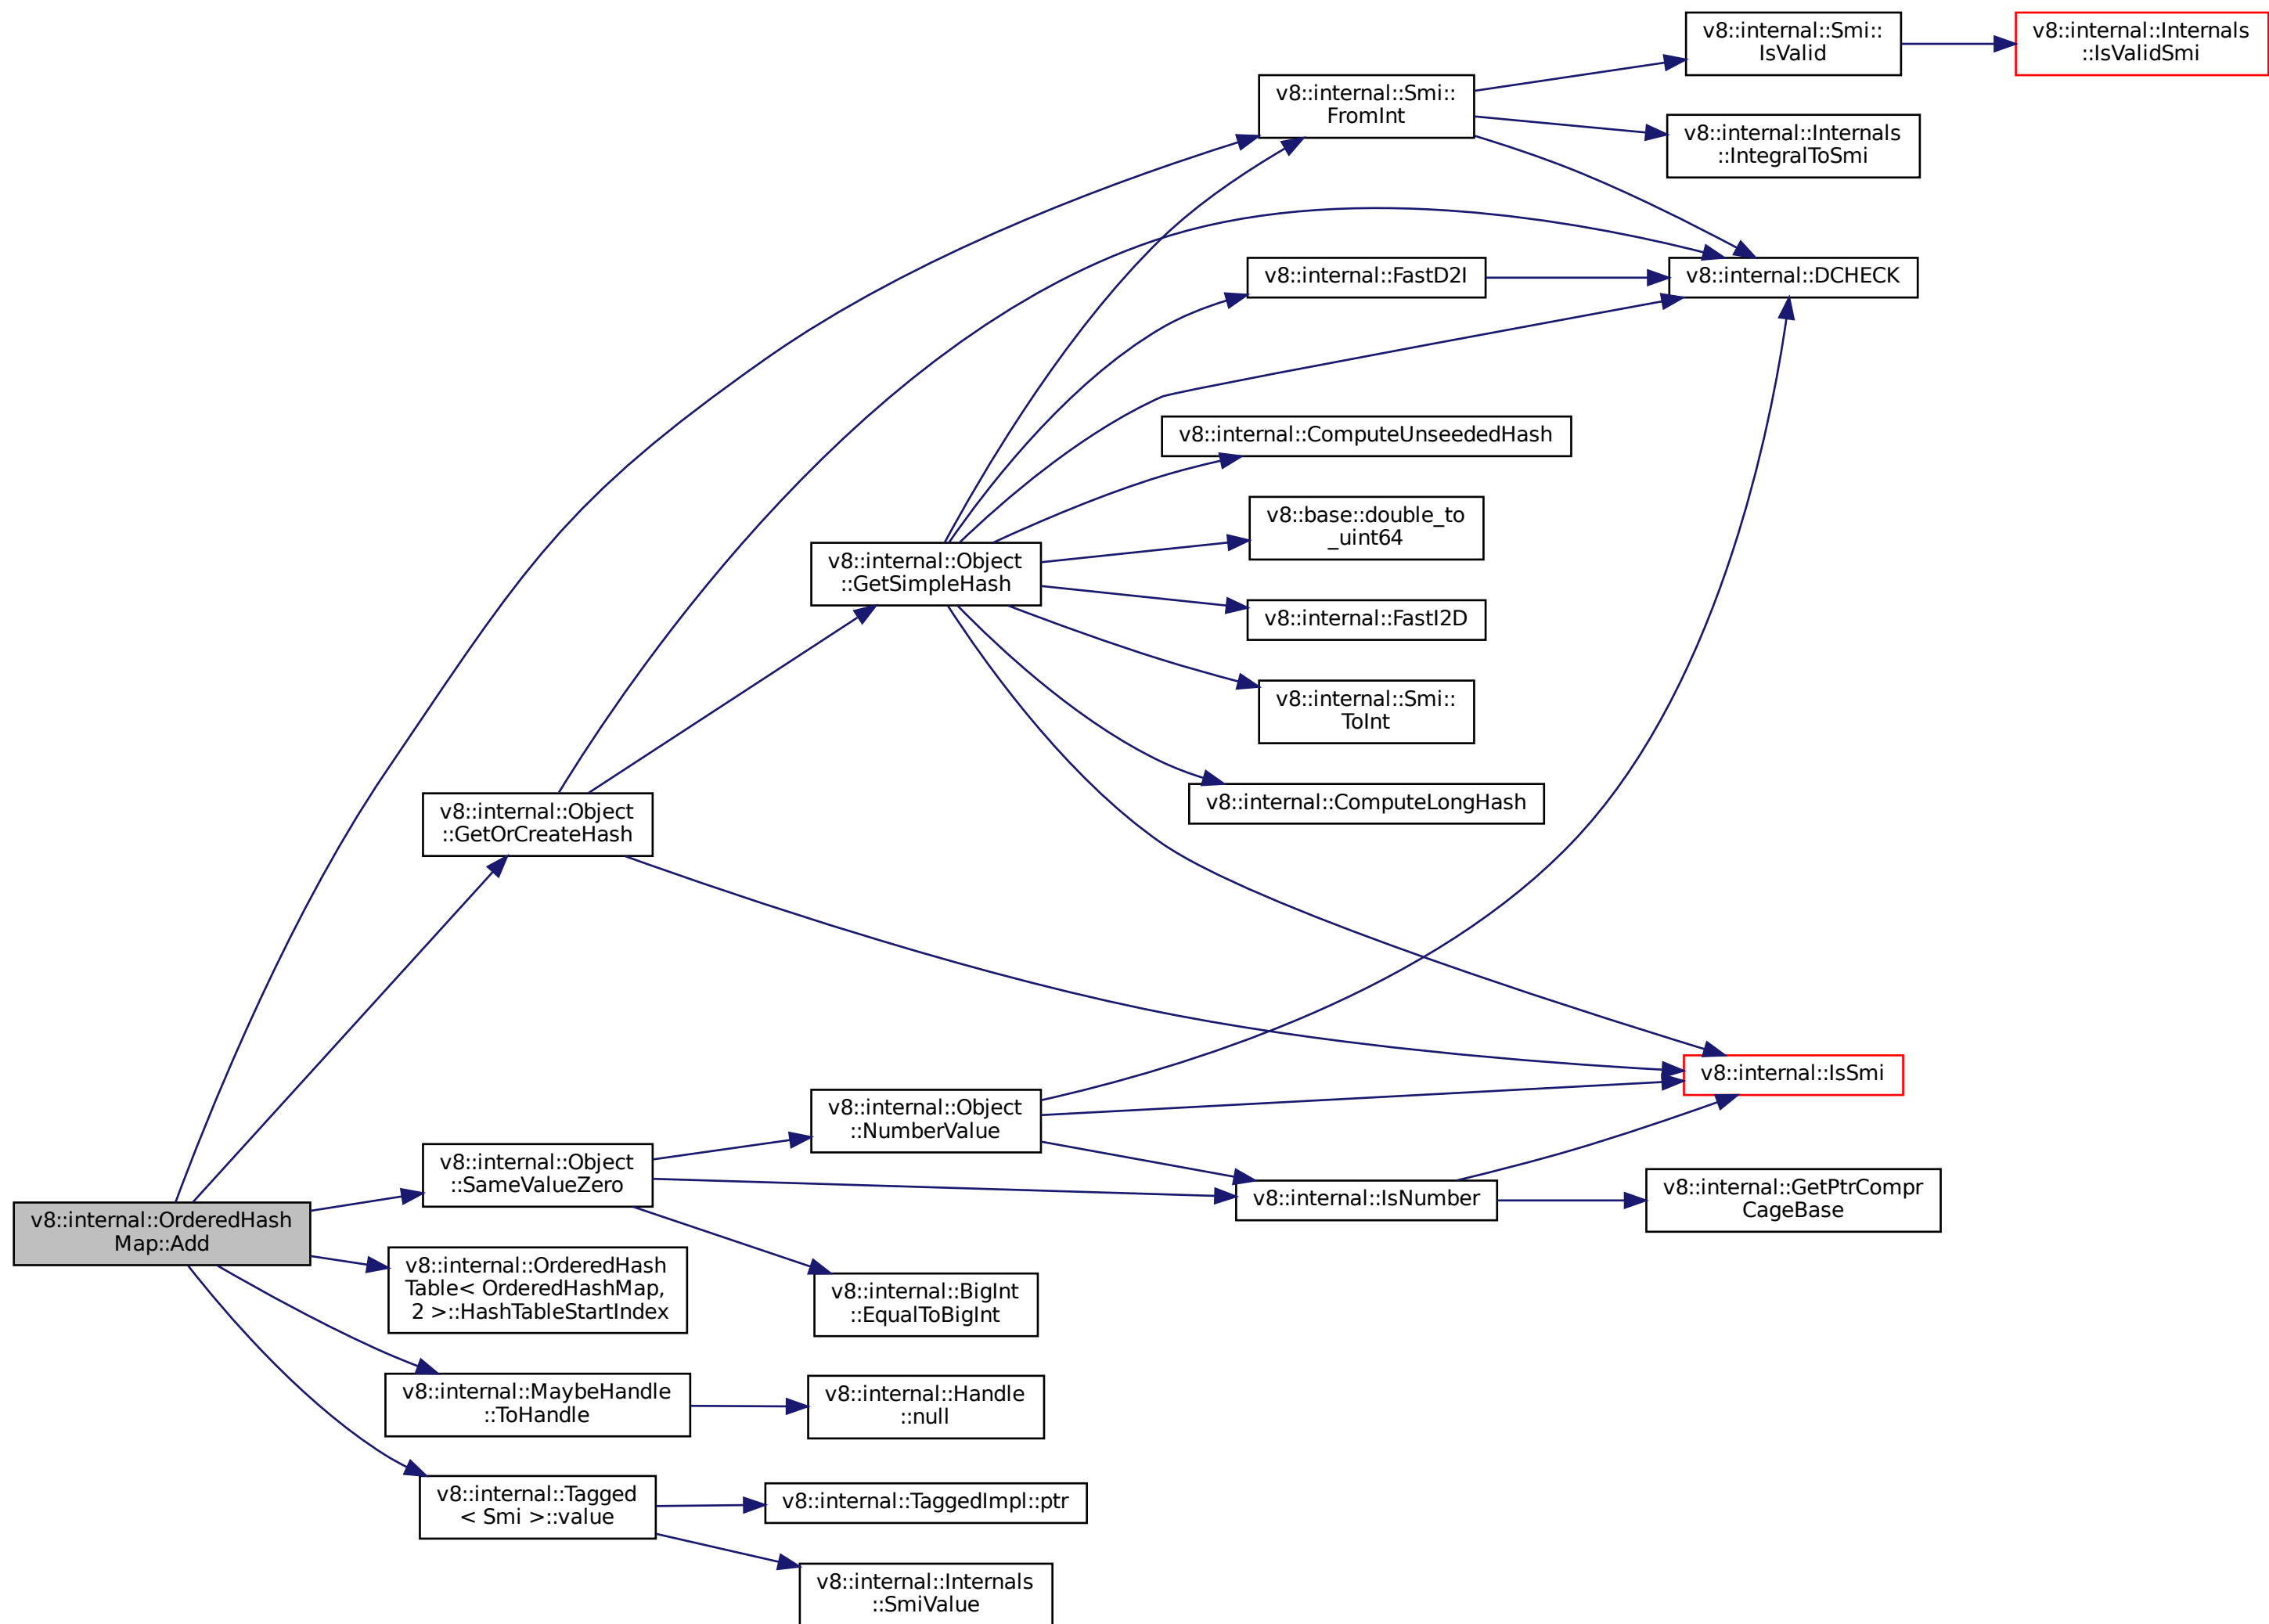 v8::internal::Smi::
IsValid
v8::internal::Internals
::IsValidSmi
v8::internal::Smi::
FromInt
v8::internal::Internals
::IntegralToSmi
v8::internal::FastD2I
v8::internal::DCHECK
v8::internal::ComputeUnseededHash
v8::base::double_to
_uint64
v8::internal::Object
::GetSimpleHash
v8::internal::FastI2D
v8::internal::Smi::
ToInt
v8::internal::ComputeLongHash
v8::internal::Object
::GetOrCreateHash
v8::internal::IsSmi
v8::internal::Object
::NumberValue
v8::internal::Object
::SameValueZero
v8::internal::IsNumber
v8::internal::GetPtrCompr
CageBase
v8::internal::OrderedHash
Map::Add
v8::internal::OrderedHash
Table< OrderedHashMap,
2 >::HashTableStartIndex
v8::internal::BigInt
::EqualToBigInt
v8::internal::MaybeHandle
::ToHandle
v8::internal::Handle
::null
v8::internal::Tagged
< Smi >::value
v8::internal::TaggedImpl::ptr
v8::internal::Internals
::SmiValue